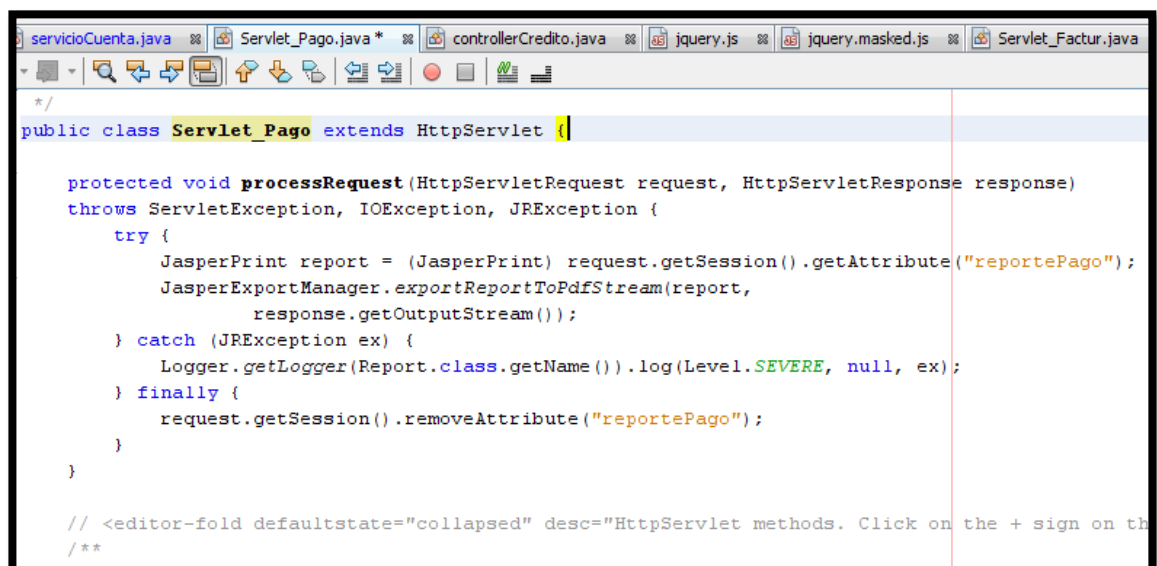 servicioCuenta.java Servlet_Pago.java * controllerCredito.java jquery.js jquery.masked.js Servlet_Factur.java
*/
public class Servlet_Pago extends HttpServlet {
protected void processRequest(HttpServletRequest request, HttpServletResponse response)
throws ServletException, IOException, JRException {
try {
JasperPrint report = (JasperPrint) request.getSession().getAttribute("reportePago");
JasperExportManager.exportReportToPdfStream(report,
response.getOutputStream());
} catch (JRException ex) {
Logger.getLogger(Report.class.getName()).log(Level.SEVERE, null, ex);
} finally {
request.getSession().removeAttribute("reportePago");
}
}
// <editor-fold defaultstate="collapsed" desc="HttpServlet methods. Click on the + sign on th
/**